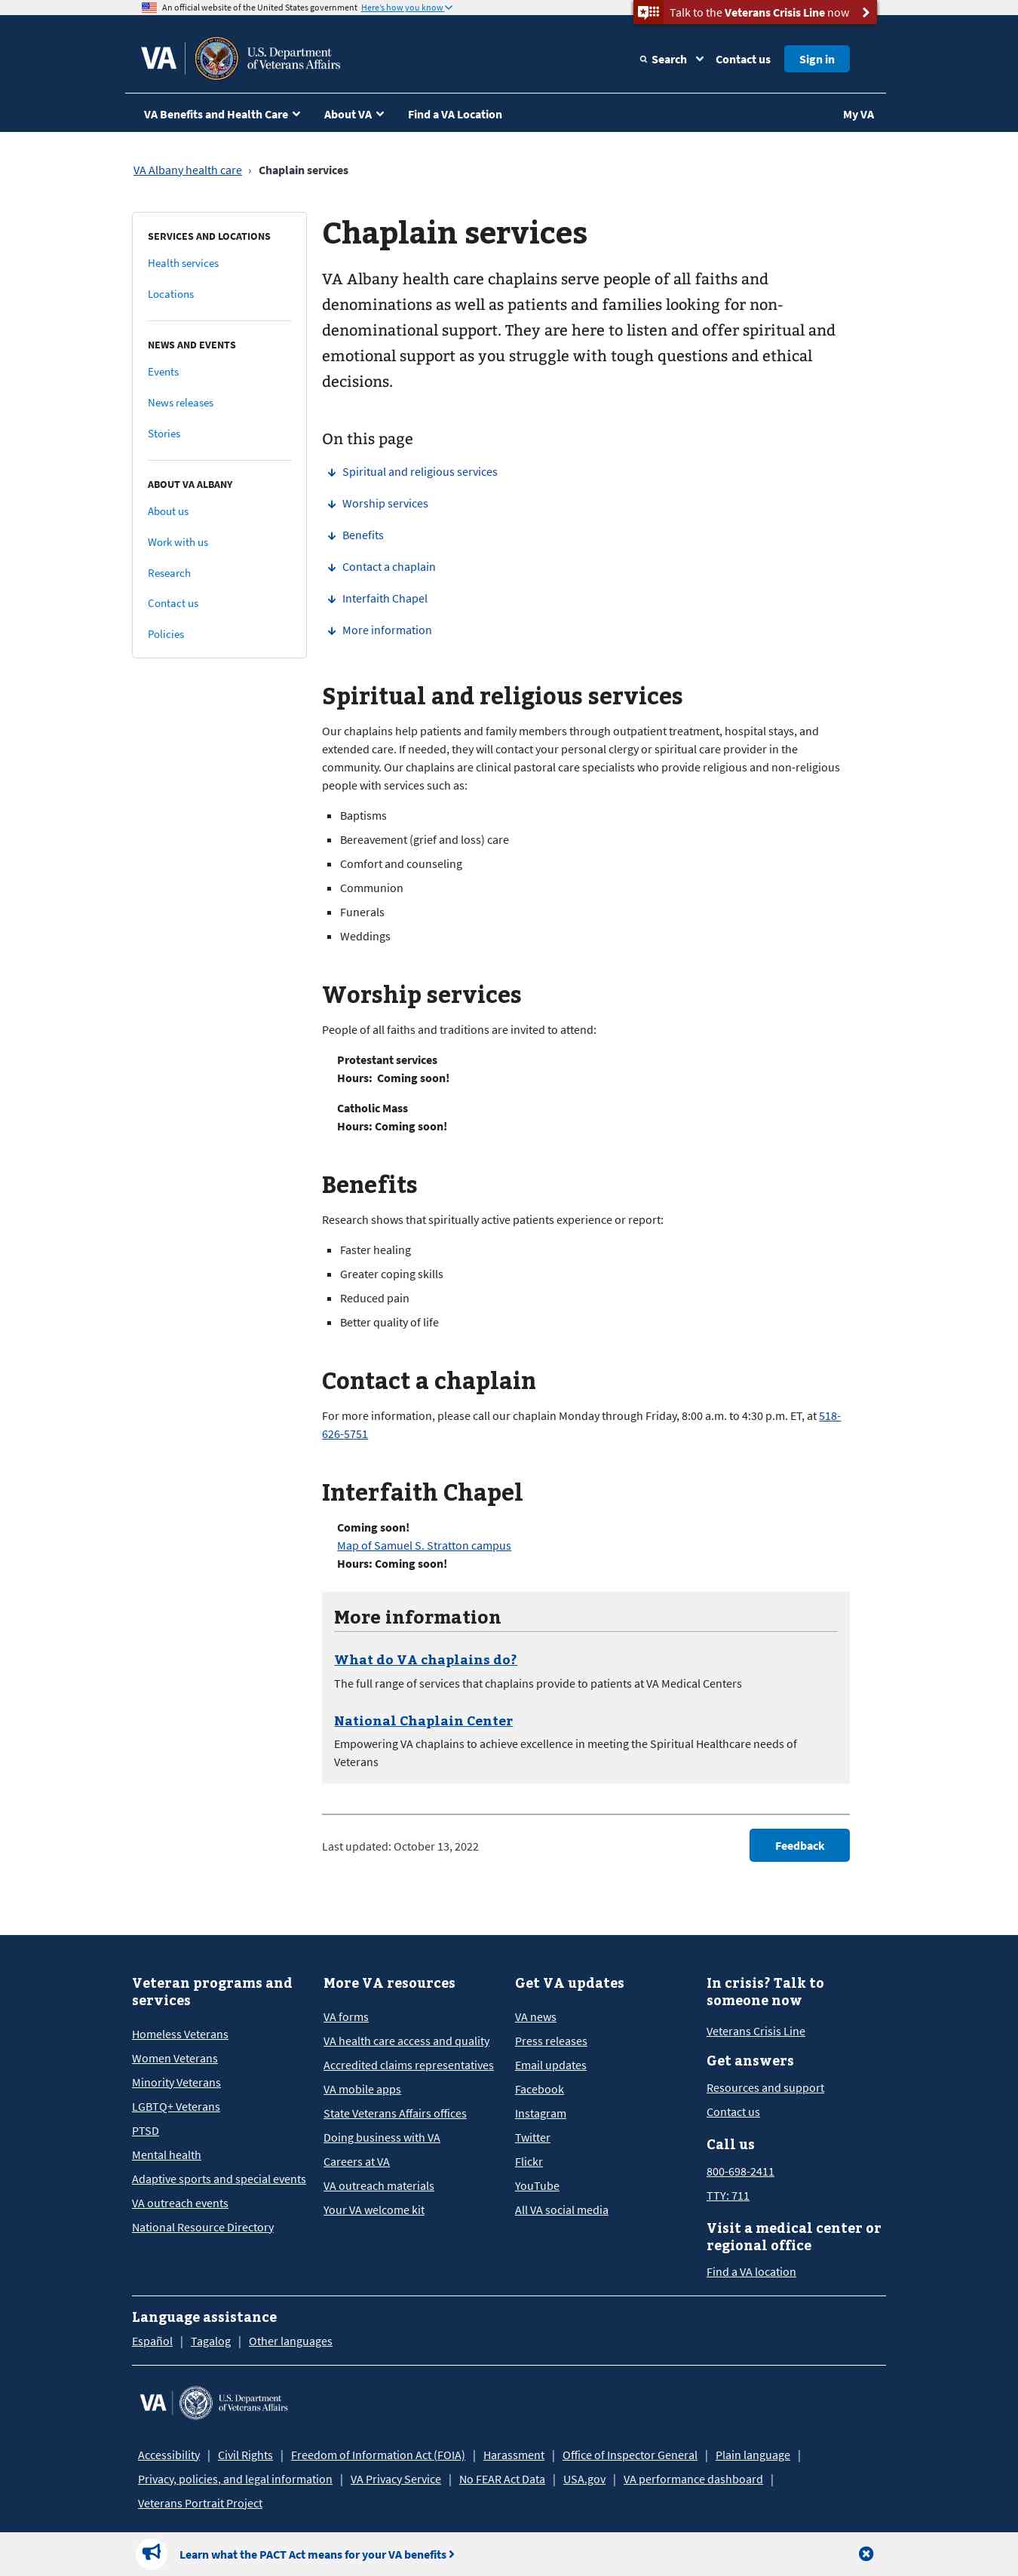 An official website of the United States government Here's how you know
Talk to the Veterans Crisis Line now
VA
U.S. Department
of Veterans Affairs
Search
Contact us
Sign in
VA Benefits and Health Care
About VA
Find a VA Location
My VA
VA Albany health care › Chaplain services
SERVICES AND LOCATIONS
Health services
Locations
NEWS AND EVENTS
Events
News releases
Stories
ABOUT VA ALBANY
About us
Work with us
Research
Contact us
Policies
Chaplain services
VA Albany health care chaplains serve people of all faiths and
denominations as well as patients and families looking for non-
denominational support. They are here to listen and offer spiritual and
emotional support as you struggle with tough questions and ethical
decisions.
On this page
Spiritual and religious services
Worship services
Benefits
Contact a chaplain
Interfaith Chapel
More information
Spiritual and religious services
Our chaplains help patients and family members through outpatient treatment, hospital stays, and
extended care. If needed, they will contact your personal clergy or spiritual care provider in the
community. Our chaplains are clinical pastoral care specialists who provide religious and non-religious
people with services such as:
Baptisms
Bereavement (grief and loss) care
Comfort and counseling
Communion
Funerals
Weddings
Worship services
People of all faiths and traditions are invited to attend:
Protestant services
Hours: Coming soon!
Catholic Mass
Hours: Coming soon!
Benefits
Research shows that spiritually active patients experience or report:
Faster healing
Greater coping skills
Reduced pain
Better quality of life
Contact a chaplain
For more information, please call our chaplain Monday through Friday, 8:00 a.m. to 4:30 p.m. ET, at 518-
626-5751
Interfaith Chapel
Coming soon!
Map of Samuel S. Stratton campus
Hours: Coming soon!
More information
What do VA chaplains do?
The full range of services that chaplains provide to patients at VA Medical Centers
National Chaplain Center
Empowering VA chaplains to achieve excellence in meeting the Spiritual Healthcare needs of
Veterans
Last updated: October 13, 2022
Feedback
Veteran programs and
services
Homeless Veterans
Women Veterans
Minority Veterans
LGBTQ+ Veterans
PTSD
Mental health
Adaptive sports and special events
VA outreach events
National Resource Directory
More VA resources
VA forms
VA health care access and quality
Accredited claims representatives
VA mobile apps
State Veterans Affairs offices
Doing business with VA
Careers at VA
VA outreach materials
Your VA welcome kit
Get VA updates
VA news
Press releases
Email updates
Facebook
Instagram
Twitter
Flickr
YouTube
All VA social media
In crisis? Talk to
someone now
Veterans Crisis Line
Get answers
Resources and support
Contact us
Call us
800-698-2411
TTY: 711
Visit a medical center or
regional office
Find a VA location
Language assistance
Español | Tagalog | Other languages
VA
U.S. Department
of Veterans Affairs
Accessibility | Civil Rights | Freedom of Information Act (FOIA) | Harassment | Office of Inspector General | Plain language |
Privacy, policies, and legal information | VA Privacy Service | No FEAR Act Data | USA.gov | VA performance dashboard |
Veterans Portrait Project
Learn what the PACT Act means for your VA benefits